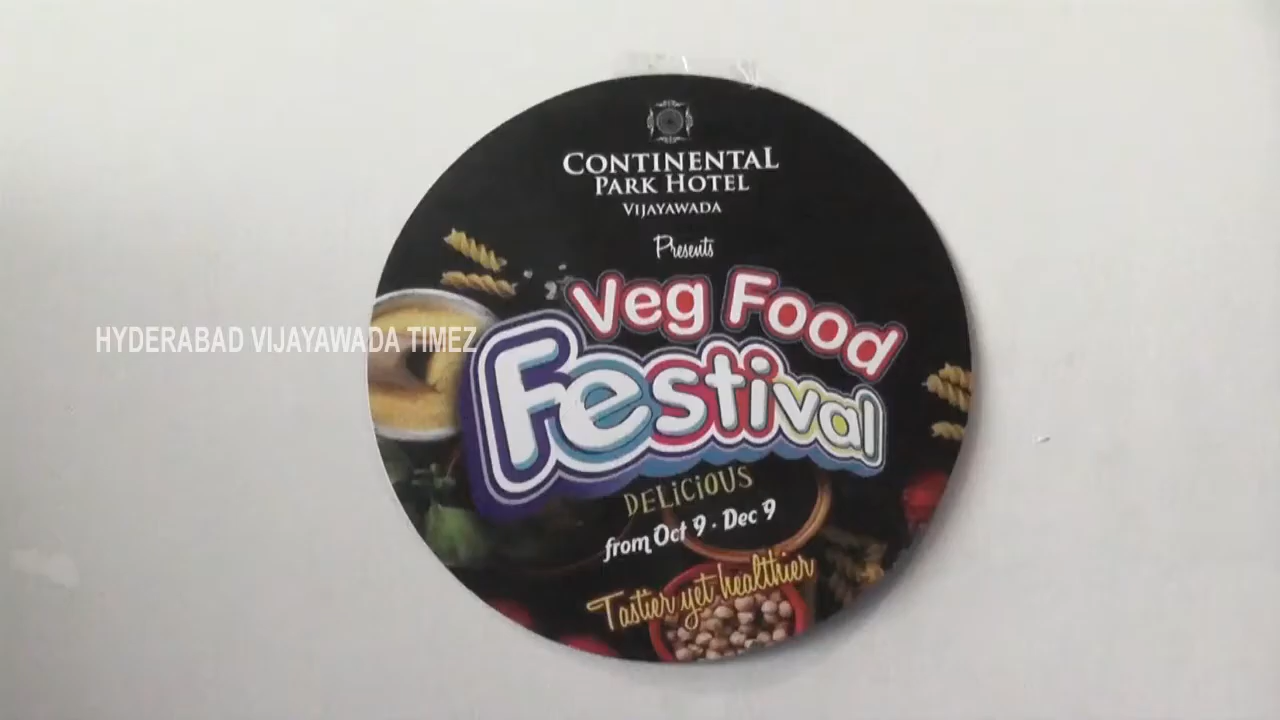 CONTINENTAL
PARK HOTEL
VIJAYAWADA
Presents
Veg Food
Festival
DELICIOUS
from Oct 9 . Dec 9
Tastier yet healthier
HYDERABAD VIJAYAWADA TIMEZ